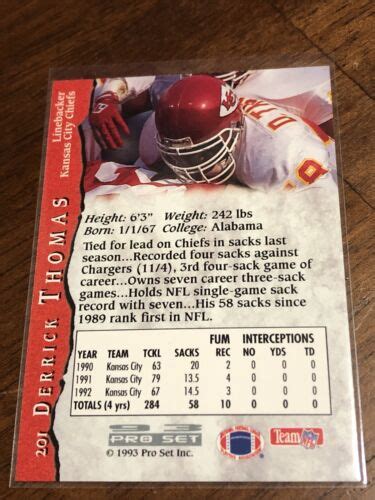 201 DERRICK THOMAS
Linebacker
Kansas City Chiefs
D.THO
Height: 6'3" Weight: 242 lbs
Born: 1/1/67 College: Alabama
Tied for lead on Chiefs in sacks last
season...Recorded four sacks against
Chargers (11/4), 3rd four-sack game of
career...Owns seven career three-sack
games...Holds NFL single-game sack
record with seven...His 58 sacks since
1989 rank first in NFL.
FUM INTERCEPTIONS
YEAR TEAM TCKL SACKS REC NO YDS TD
1990 Kansas City 63 20 2 0 0 0
1991 Kansas City 79 13.5 4 0 0 0
1992 Kansas City 67 14.5 3 0 0 0
TOTALS (4 yrs) 284 58 10 0 0 0
93
PRO SET
© 1993 Pro Set Inc.
Team NFL